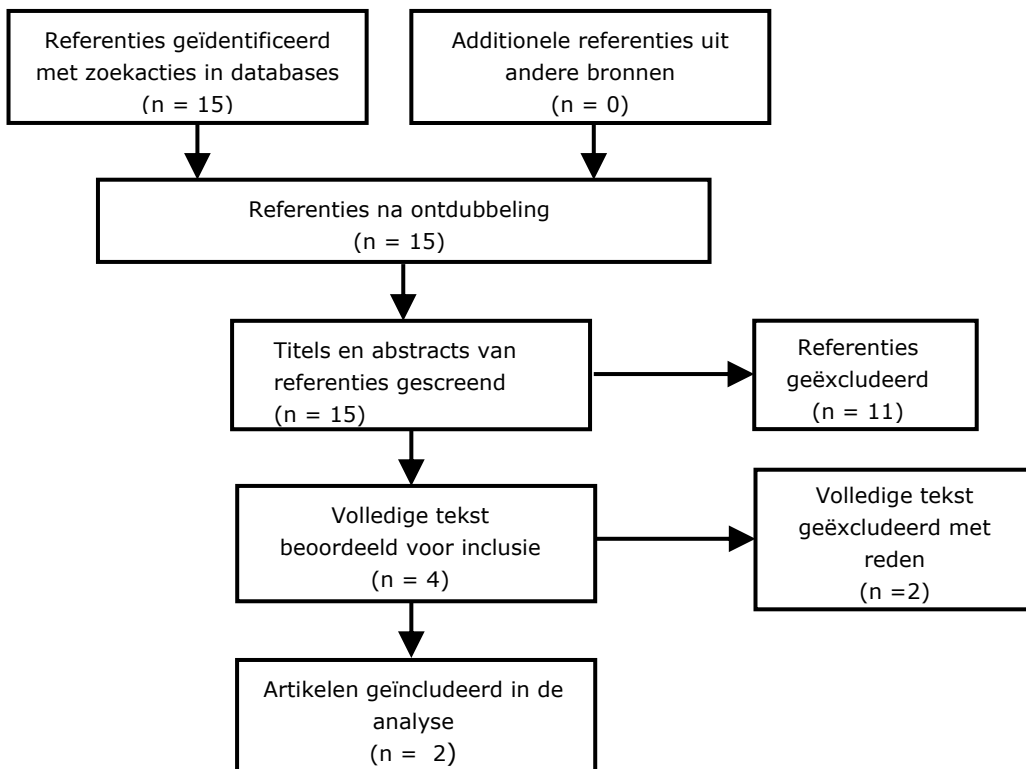 Referenties geïdentificeerd
met zoekacties in databases
(n = 15)
Additionele referenties uit
andere bronnen
(n = 0)
Referenties na ontdubbeling
(n = 15)
Titels en abstracts van
referenties gescreend
(n = 15)
Referenties
geëxcludeerd
(n = 11)
Volledige tekst
beoordeeld voor inclusie
(n = 4)
Volledige tekst
geëxcludeerd met
reden
(n =2)
Artikelen geïncludeerd in de
analyse
(n = 2)